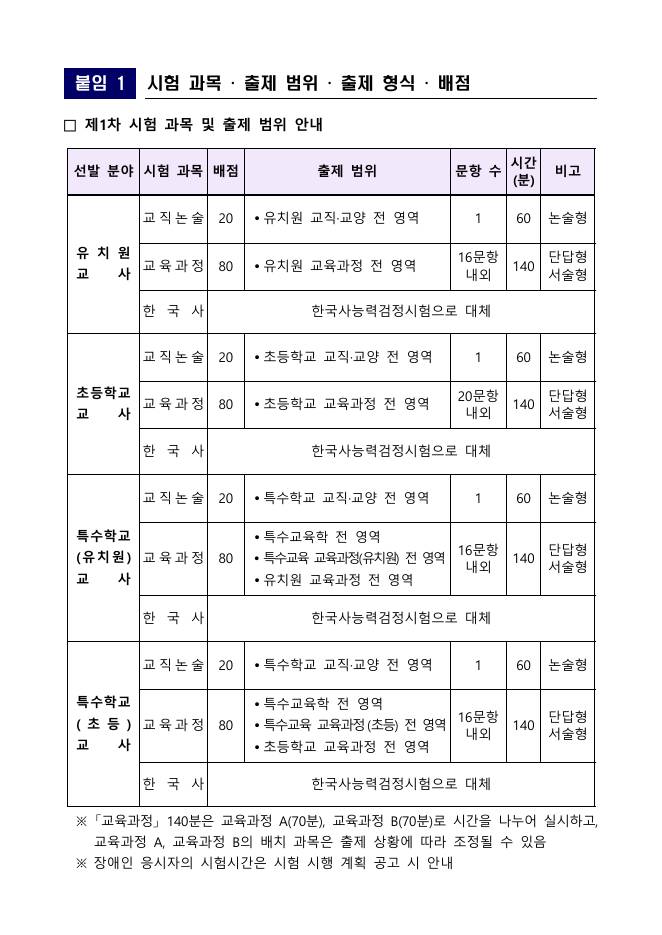 붙임 1 시험 과목 · 출제 범위 · 출제 형식 · 배점
□ 제1차 시험 과목 및 출제 범위 안내
선발 분야 시험 과목 배점 출제 범위 문항 수 시간(분) 비고
유 치 원
교 사
교직논술 20 • 유치원 교직·교양 전 영역 1 60 논술형
교육과정 80 • 유치원 교육과정 전 영역 16문항 내외 140 단답형 서술형
한 국 사 한국사능력검정시험으로 대체
초등학교
교 사
교직논술 20 • 초등학교 교직·교양 전 영역 1 60 논술형
교육과정 80 • 초등학교 교육과정 전 영역 20문항 내외 140 단답형 서술형
한 국 사 한국사능력검정시험으로 대체
특수학교
(유치원)
교 사
교직논술 20 • 특수학교 교직·교양 전 영역 1 60 논술형
교육과정 80 • 특수교육학 전 영역
• 특수교육 교육과정(유치원) 전 영역
• 유치원 교육과정 전 영역
16문항 내외 140 단답형 서술형
한 국 사 한국사능력검정시험으로 대체
특수학교
( 초 등 )
교 사
교직논술 20 • 특수학교 교직·교양 전 영역 1 60 논술형
교육과정 80 • 특수교육학 전 영역
• 특수교육 교육과정(초등) 전 영역
• 초등학교 교육과정 전 영역
16문항 내외 140 단답형 서술형
한 국 사 한국사능력검정시험으로 대체
※ 「교육과정」 140분은 교육과정 A(70분), 교육과정 B(70분)로 시간을 나누어 실시하고,
교육과정 A, 교육과정 B의 배치 과목은 출제 상황에 따라 조정될 수 있음
※ 장애인 응시자의 시험시간은 시험 시행 계획 공고 시 안내